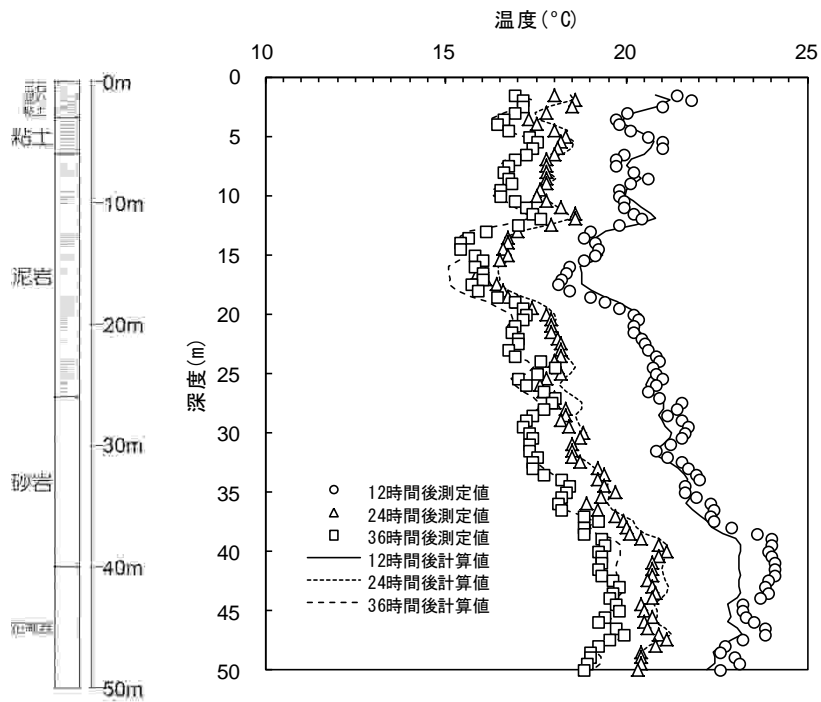 温度(°C)
10 15 20 25
0
5
10
15
20
25
30
35
40
45
50
深度(m)
0m
10m
20m
30m
40m
50m
粘土
泥岩
砂岩
12時間後測定値
24時間後測定値
36時間後測定値
12時間後計算値
24時間後計算値
36時間後計算値